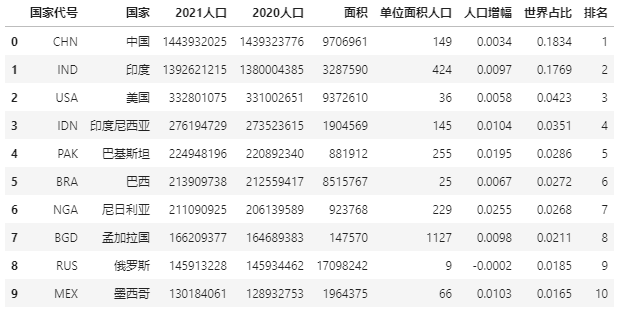 国家代号 国家 2021人口 2020人口 面积 单位面积人口 人口增幅 世界占比 排名
0 CHN 中国 1443932025 1439323776 9706961 149 0.0034 0.1834 1
1 IND 印度 1392621215 1380004385 3287590 424 0.0097 0.1769 2
2 USA 美国 332801075 331002651 9372610 36 0.0058 0.0423 3
3 IDN 印度尼西亚 276194729 273523615 1904569 145 0.0104 0.0351 4
4 PAK 巴基斯坦 224948196 220892340 881912 255 0.0195 0.0286 5
5 BRA 巴西 213909738 212559417 8515767 25 0.0067 0.0272 6
6 NGA 尼日利亚 211090925 206139589 923768 229 0.0255 0.0268 7
7 BGD 孟加拉国 166209377 164689383 147570 1127 0.0098 0.0211 8
8 RUS 俄罗斯 145913228 145934462 17098242 9 -0.0002 0.0185 9
9 MEX 墨西哥 130184061 128932753 1964375 66 0.0103 0.0165 10